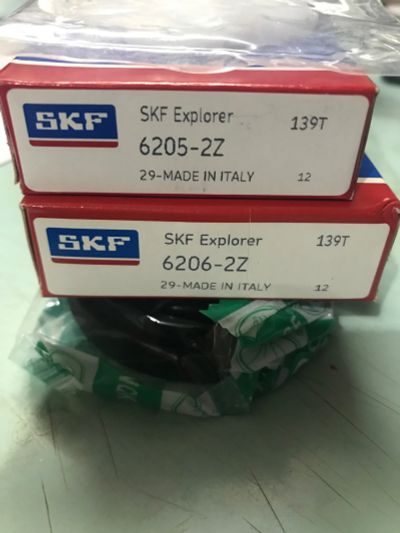 SKF
SKF Explorer 139T
6205-2Z
29-MADE IN ITALY 12
SKF
SKF Explorer 139T
6206-2Z
29-MADE IN ITALY 12